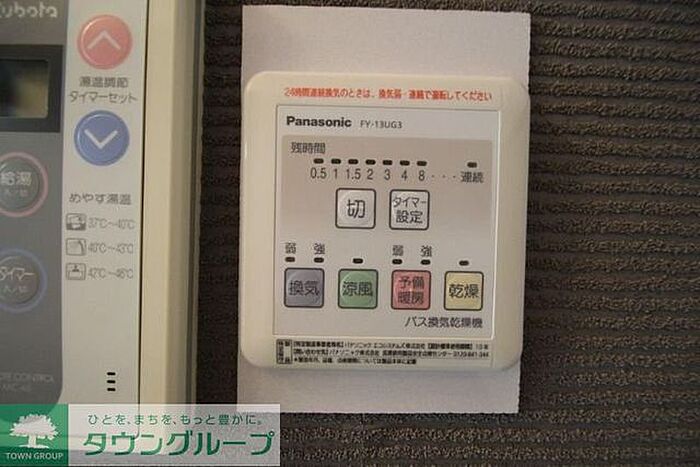 Kubota
湯温調節
タイマーセット
給湯
入/切
めやす湯温
37℃~40℃
40℃~43℃
47℃~48℃
タイマー
入/切
24時間連続換気のときは、換気弱・連続で運転してください
Panasonic FY-13UG3
残時間
0.5 1 1.5 2 3 4 8 ・・・ 連続
切
タイマー
設定
弱 強 弱 強
換気
涼風
予備
暖房
乾燥
バス換気乾燥機
ひとを、まちを、もっと豊かに。
タウングループ
TOWN GROUP